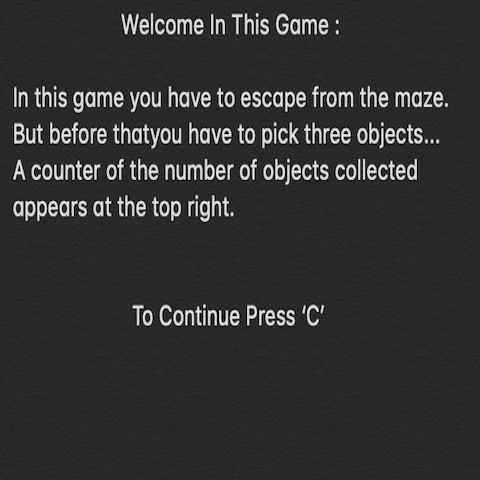 Welcome In This Game :
In this game you have to escape from the maze.
But before thatyou have to pick three objects...
A counter of the number of objects collected
appears at the top right.
To Continue Press ‘C’